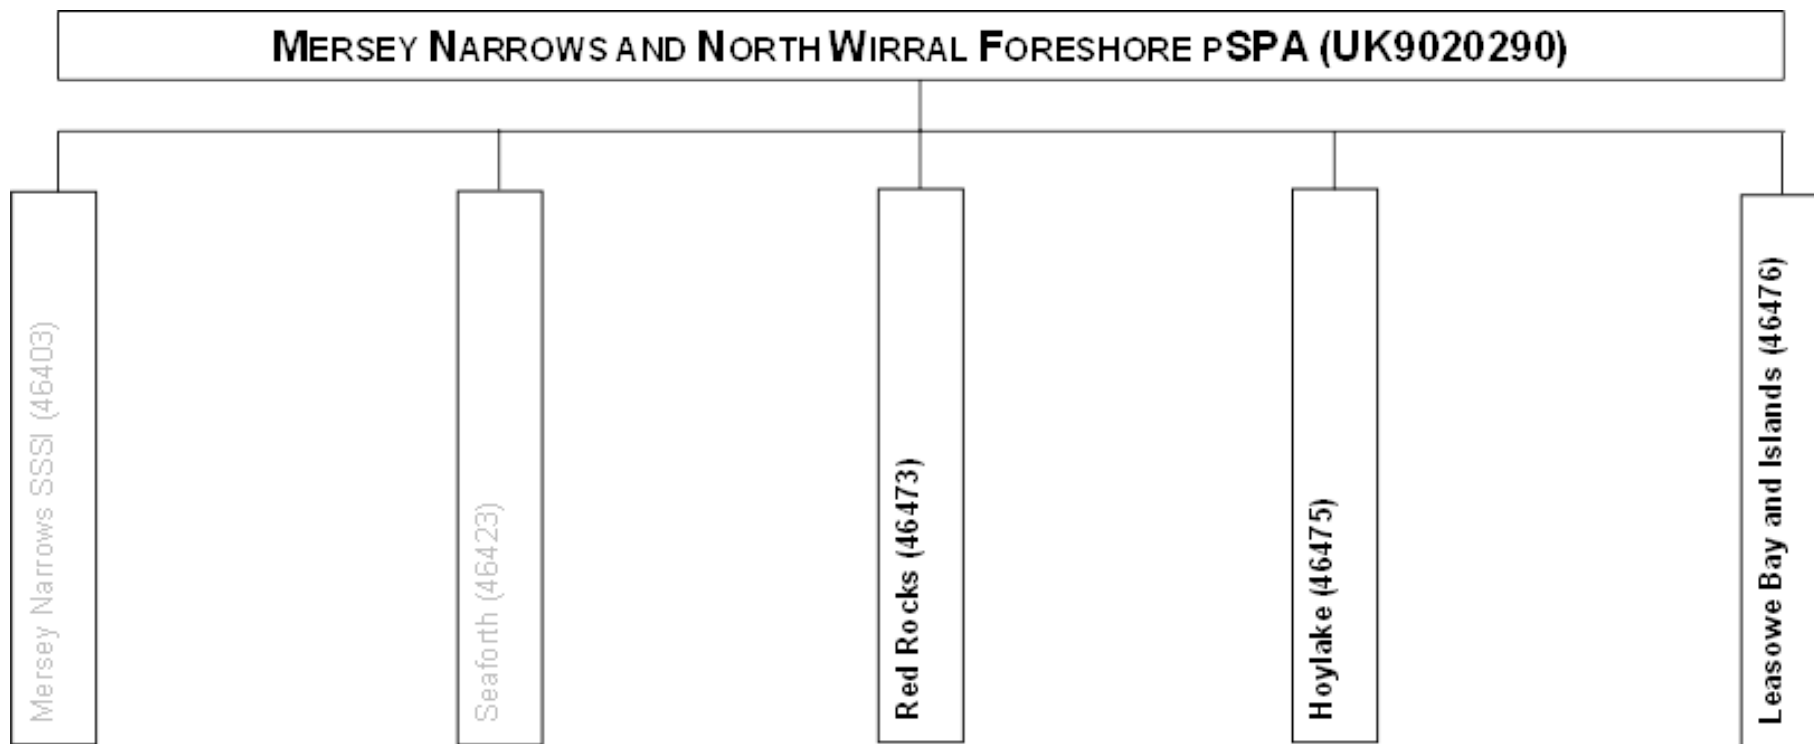 MERSEY NARROWS AND NORTH WIRRAL FORESHORE PSPA (UK9020290)
Mersey Narrows SSSI (46403)
Seaforth (46423)
Red Rocks (46473)
Hoylake (46475)
Leasowe Bay and Islands (46476)